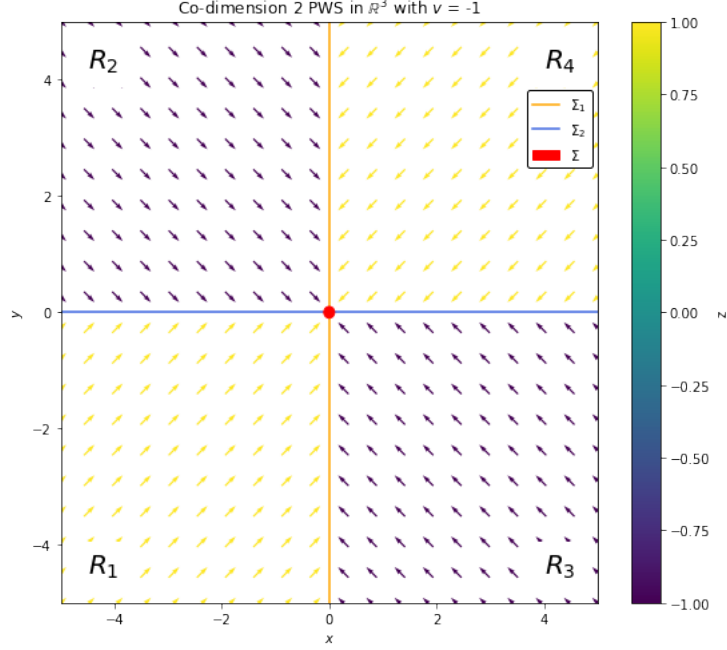 Co-dimension 2 PWS in ℝ³ with v = -1
R₂
R₄
Σ₁
Σ₂
Σ
R₁
R₃
4
2
0
−2
−4
y
−4
−2
0
2
4
x
1.00
0.75
0.50
0.25
0.00
−0.25
−0.50
−0.75
−1.00
z